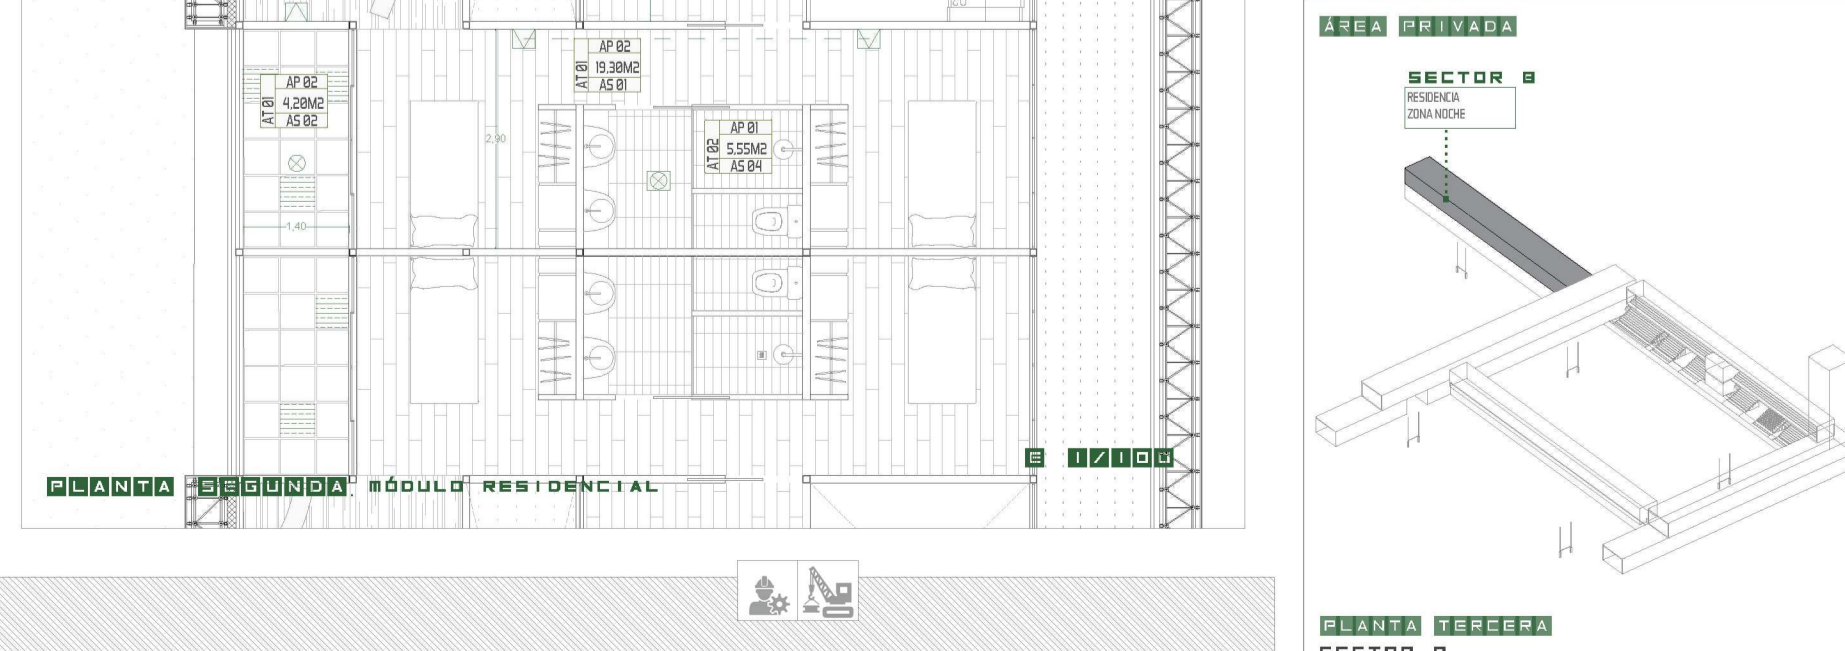 AP 02
AT 01
19,30M2
AS 01
AP 02
AT 01
4,20M2
AS 02
AP 01
AT 02
5,55M2
AS 04
2,90
1,40
E 1/100
PLANTA SEGUNDA. MÓDULO RESIDENCIAL
ÁREA PRIVADA
SECTOR 8
RESIDENCIA
ZONA NOCHE
PLANTA TERCERA